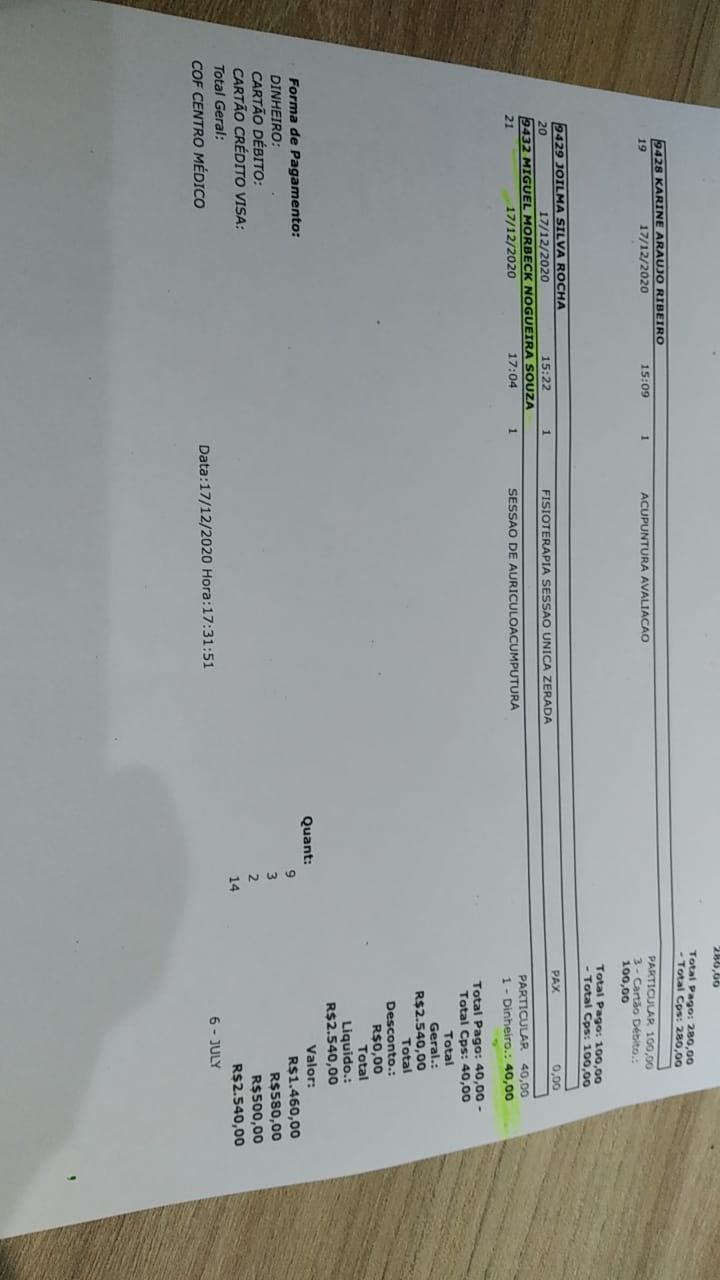 280,00
Total Pago: 280,00
- Total Cps: 280,00
9428 KARINE ARAUJO RIBEIRO
19 17/12/2020 15:09 1 ACUPUNTURA AVALIACAO PARTICULAR 100,00
3 - Cartão Débito.:
100,00
Total Pago: 100,00
- Total Cps: 100,00
9429 JOILMA SILVA ROCHA
20 17/12/2020 15:22 1 FISIOTERAPIA SESSAO UNICA ZERADA PAX 0,00
9432 MIGUEL MORBECK NOGUEIRA SOUZA
21 17/12/2020 17:04 1 SESSAO DE AURICULOACUMPUTURA PARTICULAR 40,00
1 - Dinheiro.: 40,00
Total Pago: 40,00 -
Total Cps: 40,00
Total
Geral.:
R$2.540,00
Total
Desconto.:
R$0,00
Total
Liquido.:
R$2.540,00
Forma de Pagamento: Quant: Valor:
DINHEIRO: 9 R$1.460,00
CARTÃO DÉBITO: 3 R$580,00
CARTÃO CRÉDITO VISA: 2 R$500,00
Total Geral: 14 R$2.540,00
COF CENTRO MÉDICO Data:17/12/2020 Hora:17:31:51 6 - JULY